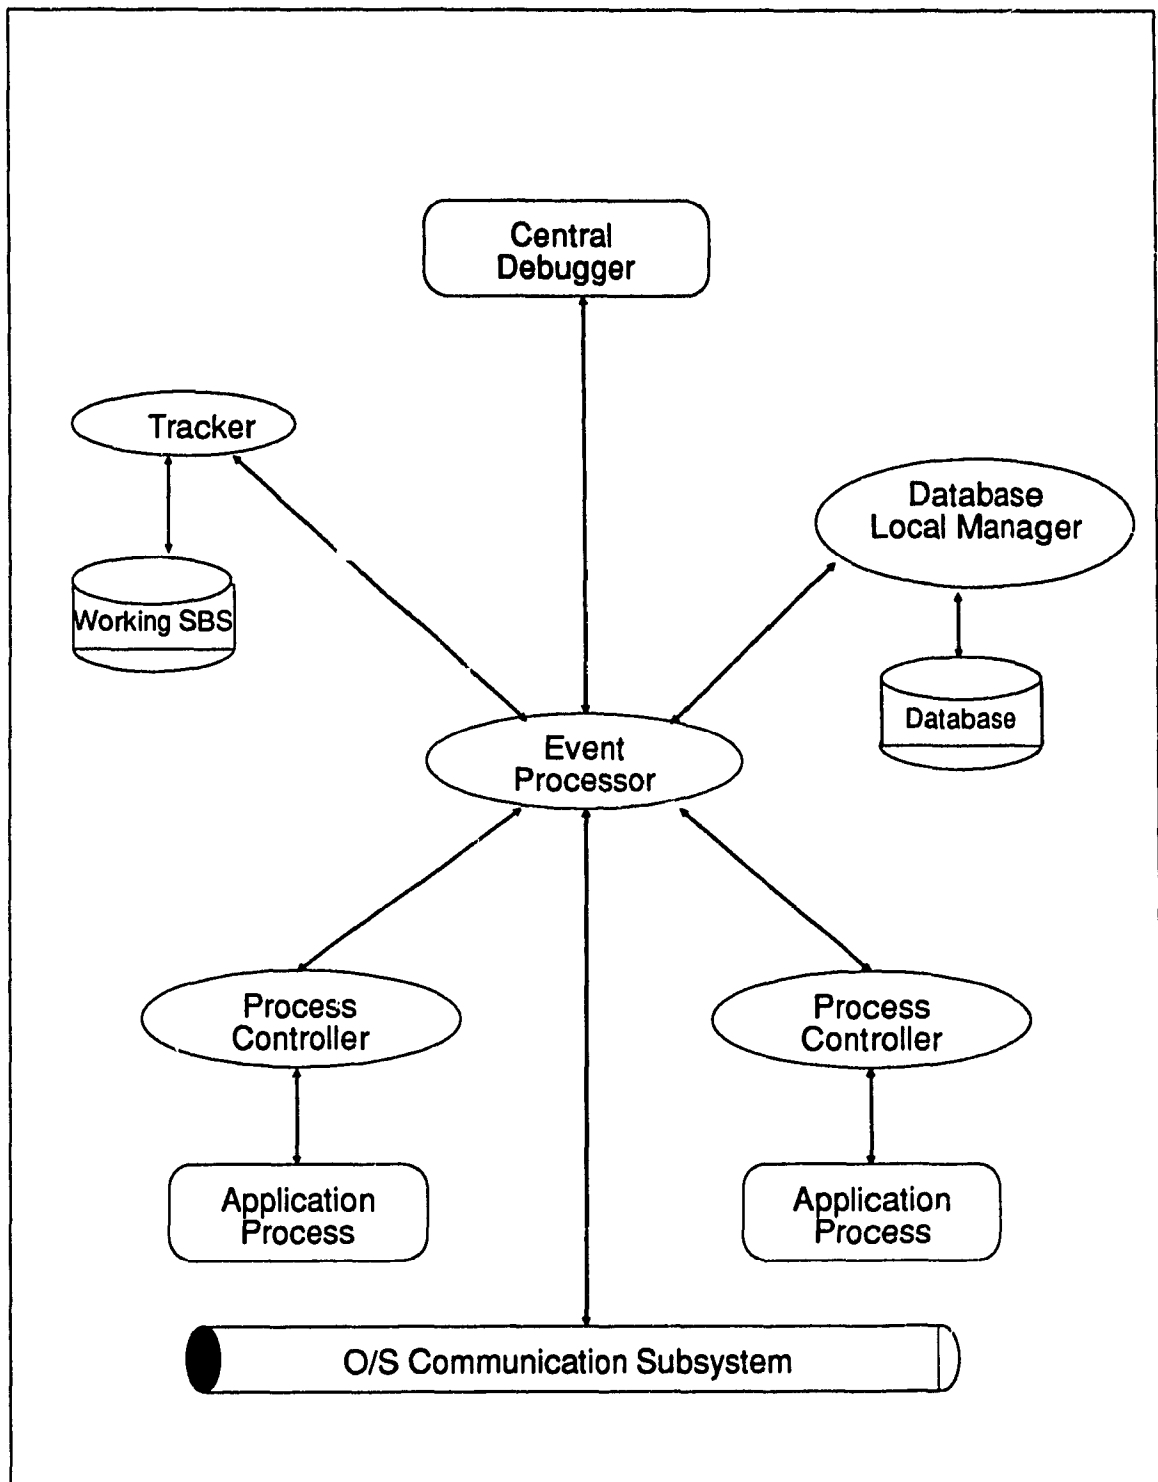 Central
Debugger
Tracker
Database
Local Manager
Working SBS
Database
Event
Processor
Process
Controller
Process
Controller
Application
Process
Application
Process
O/S Communication Subsystem